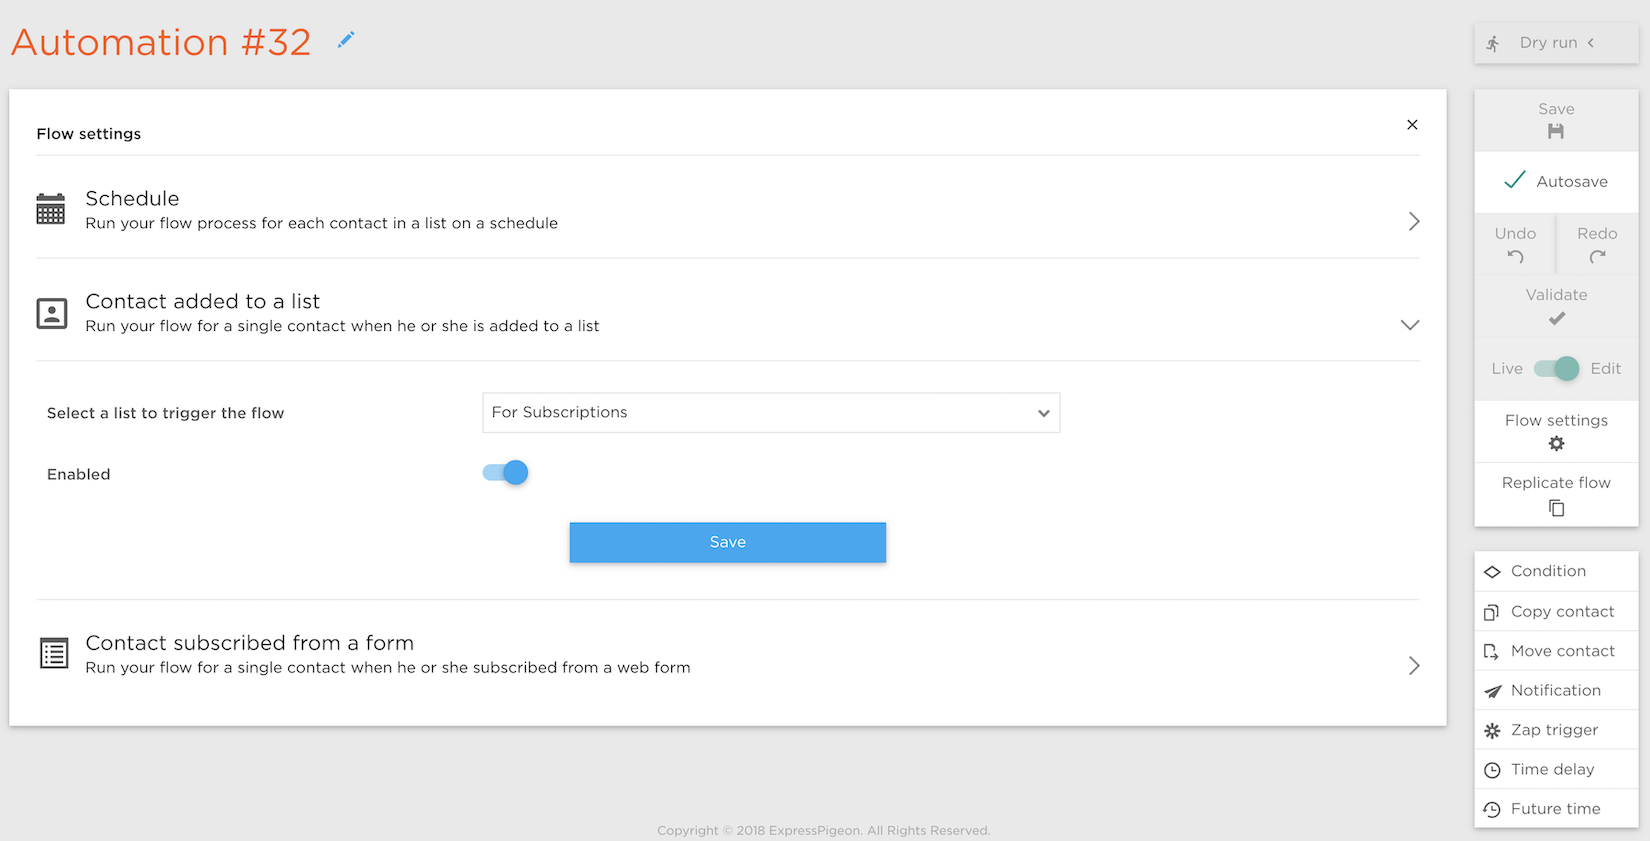 Automation #32
Dry run
Flow settings
Schedule
Run your flow process for each contact in a list on a schedule
Contact added to a list
Run your flow for a single contact when he or she is added to a list
Select a list to trigger the flow
For Subscriptions
Enabled
Save
Contact subscribed from a form
Run your flow for a single contact when he or she subscribed from a web form
Save
Autosave
Undo
Redo
Validate
Live
Edit
Flow settings
Replicate flow
Condition
Copy contact
Move contact
Notification
Zap trigger
Time delay
Future time
Copyright © 2018 ExpressPigeon. All Rights Reserved.